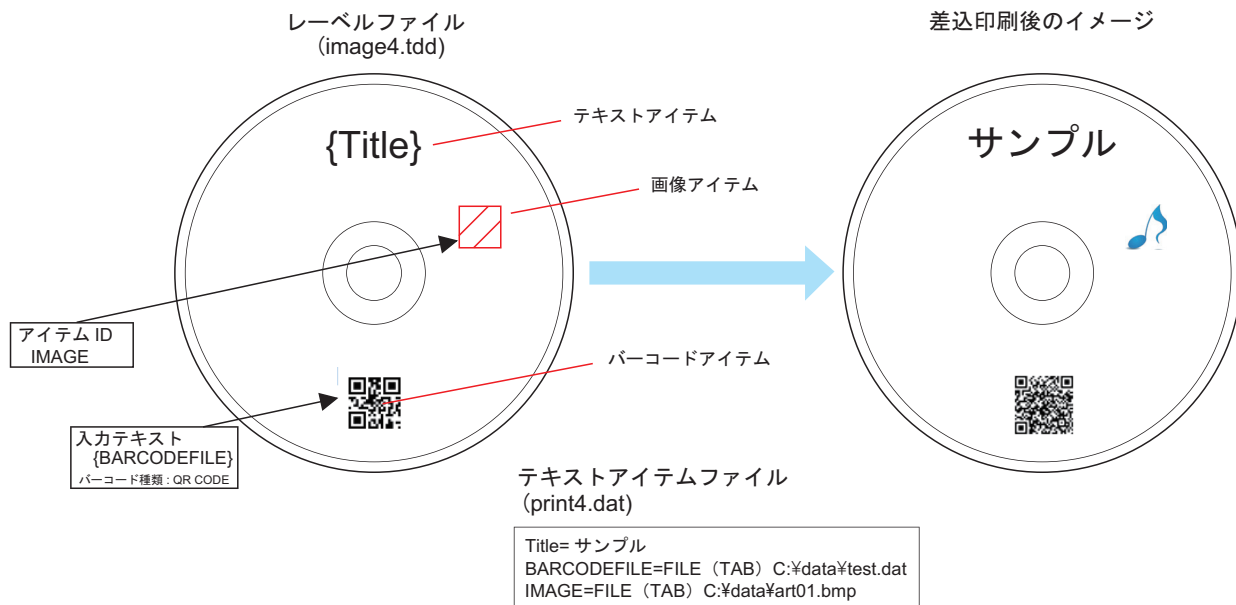 レーベルファイル
(image4.tdd)
差込印刷後のイメージ
{Title}
テキストアイテム
サンプル
画像アイテム
アイテム ID
IMAGE
バーコードアイテム
入力テキスト
{BARCODEFILE}
バーコード種類 : QR CODE
テキストアイテムファイル
(print4.dat)
Title= サンプル
BARCODEFILE=FILE（TAB）C:¥data¥test.dat
IMAGE=FILE（TAB）C:¥data¥art01.bmp